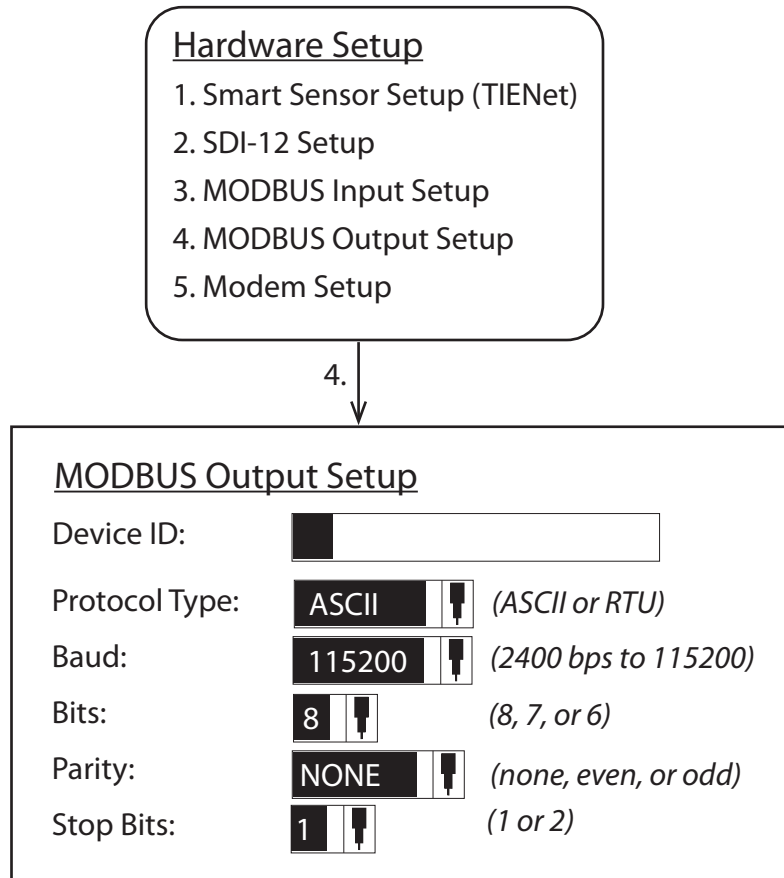 Hardware Setup
1. Smart Sensor Setup (TIENet)
2. SDI-12 Setup
3. MODBUS Input Setup
4. MODBUS Output Setup
5. Modem Setup
4.
MODBUS Output Setup
Device ID:
Protocol Type: ASCII (ASCII or RTU)
Baud: 115200 (2400 bps to 115200)
Bits: 8 (8, 7, or 6)
Parity: NONE (none, even, or odd)
Stop Bits: 1 (1 or 2)